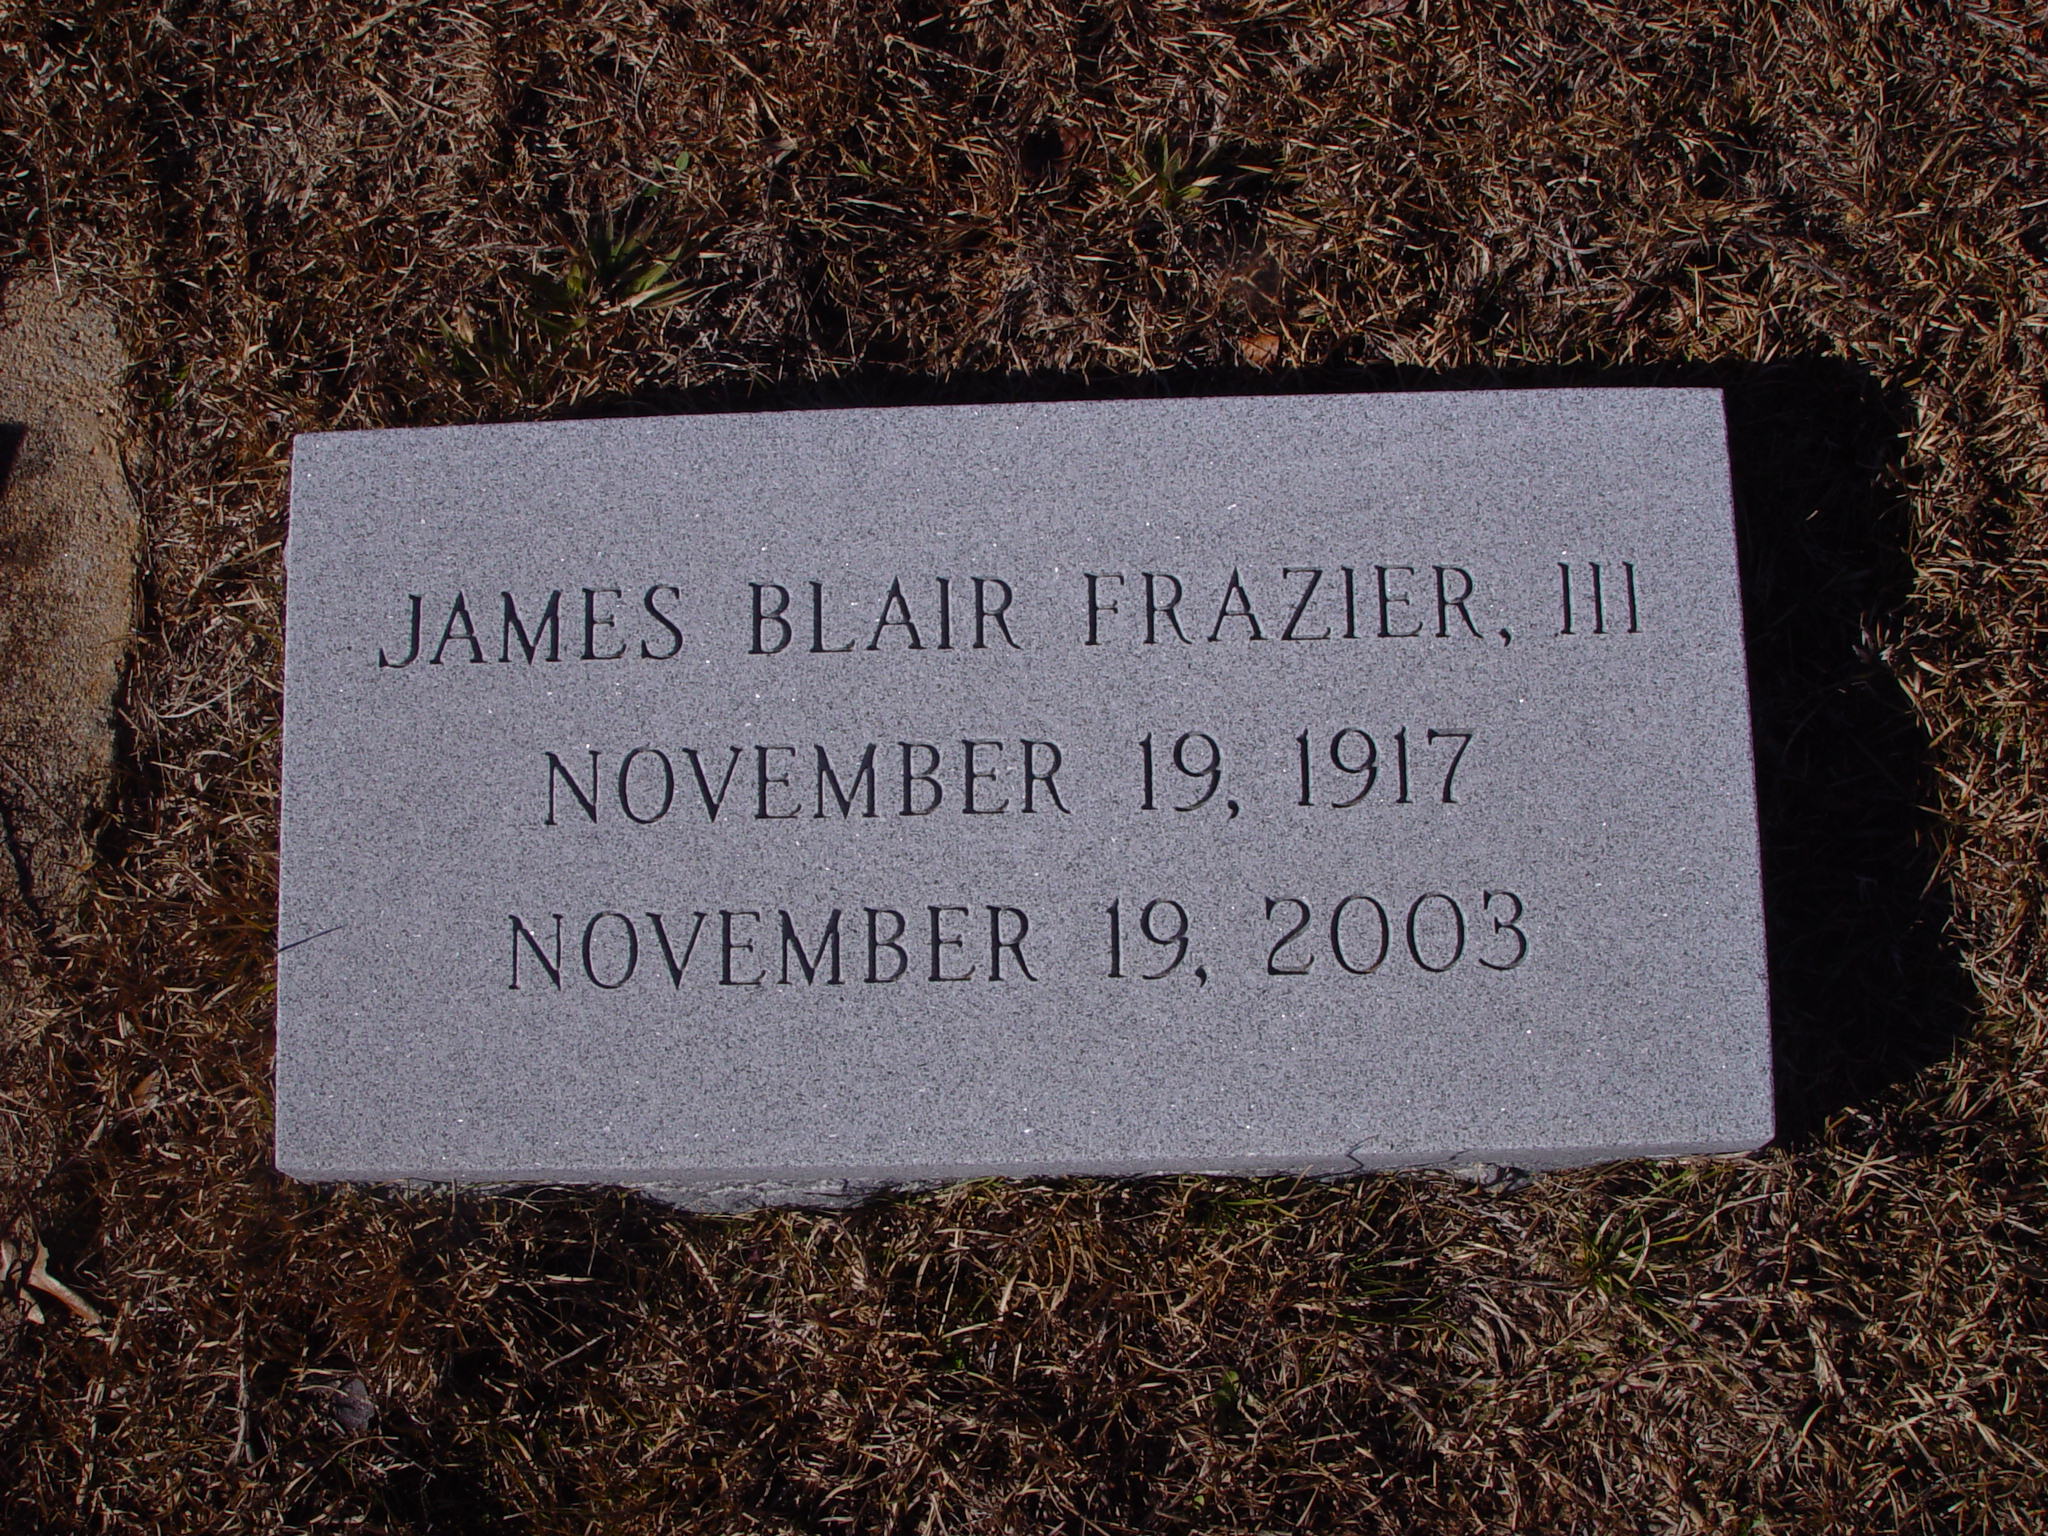 JAMES BLAIR FRAZIER, III
NOVEMBER 19, 1917
NOVEMBER 19, 2003